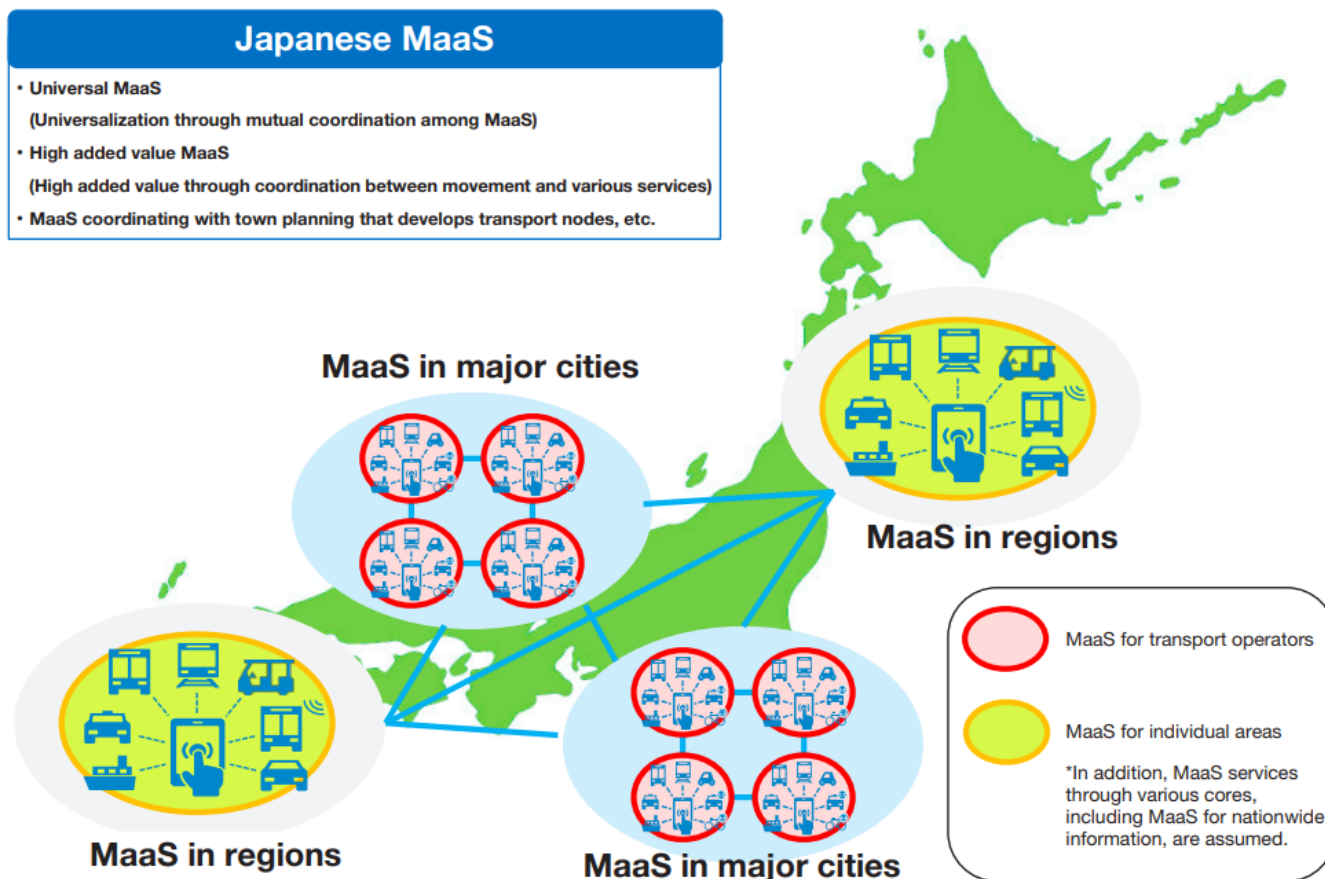 Japanese MaaS
• Universal MaaS
(Universalization through mutual coordination among MaaS)
• High added value MaaS
(High added value through coordination between movement and various services)
• MaaS coordinating with town planning that develops transport nodes, etc.
MaaS in major cities
MaaS in regions
MaaS in regions
MaaS in major cities
MaaS for transport operators
MaaS for individual areas
*In addition, MaaS services
through various cores,
including MaaS for nationwide
information, are assumed.